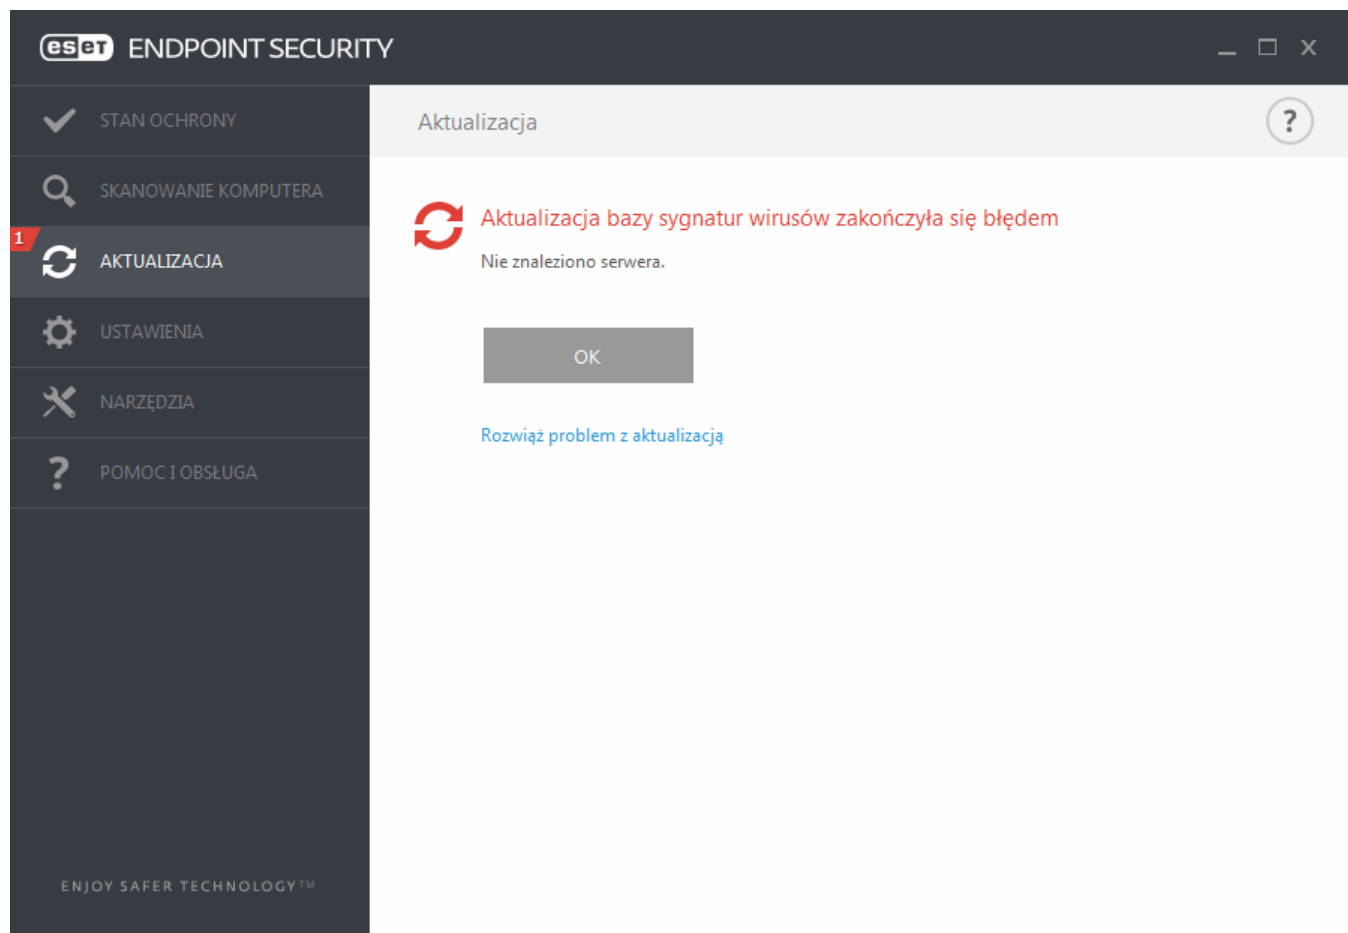 eset ENDPOINT SECURITY
STAN OCHRONY
Aktualizacja
?
SKANOWANIE KOMPUTERA
1
AKTUALIZACJA
USTAWIENIA
NARZĘDZIA
? POMOC I OBSŁUGA
Aktualizacja bazy sygnatur wirusów zakończyła się błędem
Nie znaleziono serwera.
OK
Rozwiąż problem z aktualizacją
ENJOY SAFER TECHNOLOGY™